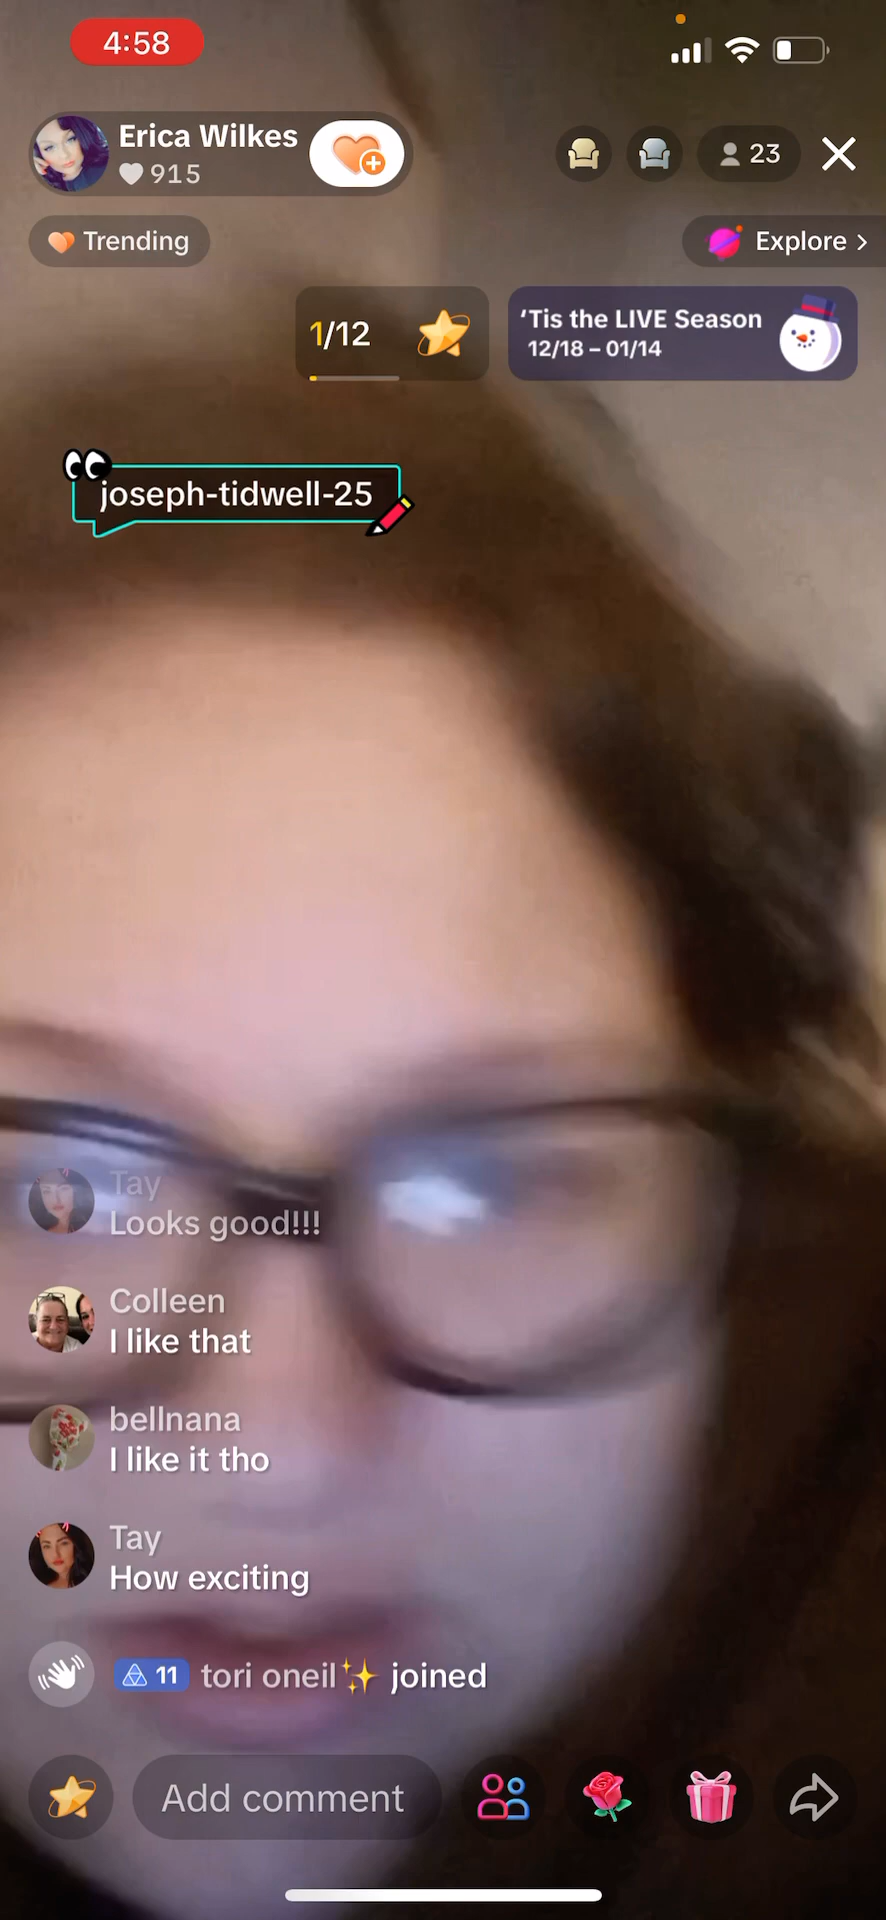 4:58
Erica Wilkes
915
23
Trending
Explore >
1/12
‘Tis the LIVE Season
12/18 – 01/14
joseph-tidwell-25
Tay
Looks good!!!
Colleen
I like that
bellnana
I like it tho
Tay
How exciting
11 tori oneil✨ joined
Add comment